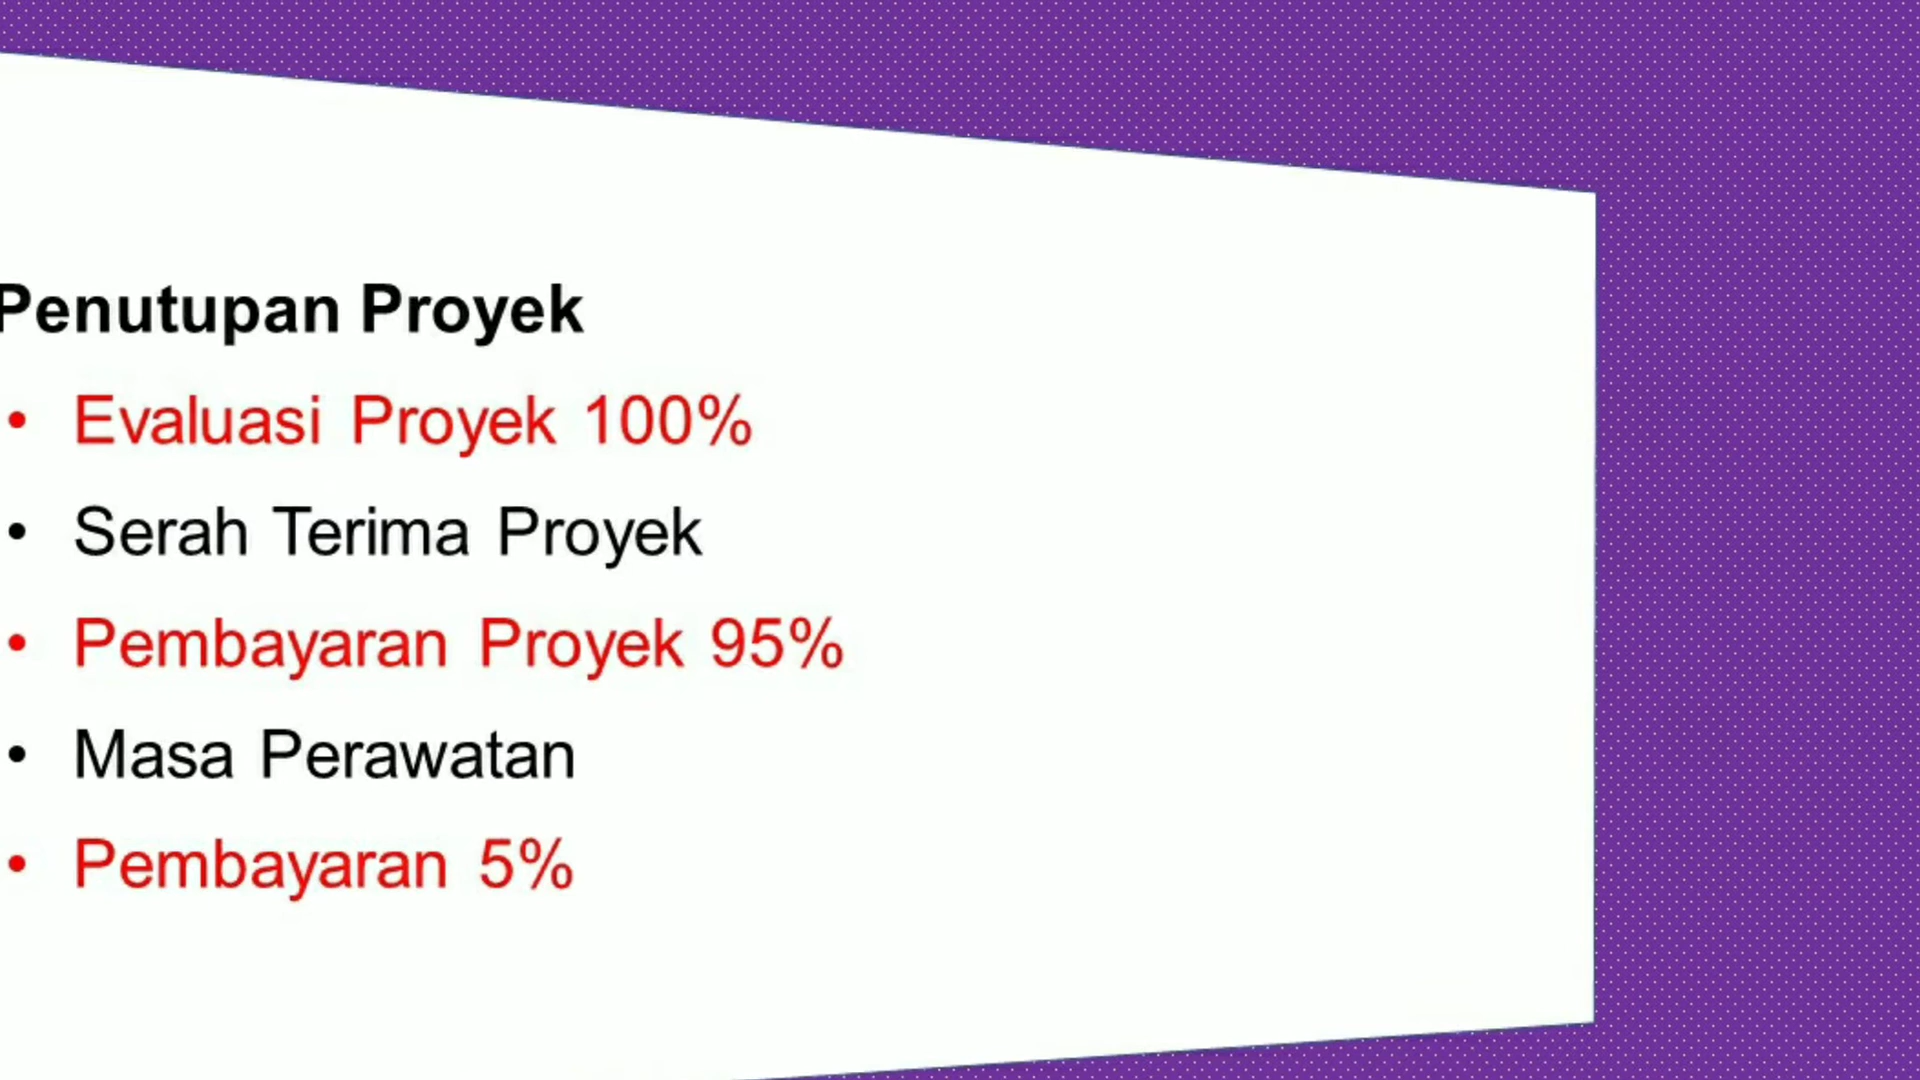 Penutupan Proyek
• Evaluasi Proyek 100%
• Serah Terima Proyek
• Pembayaran Proyek 95%
• Masa Perawatan
• Pembayaran 5%